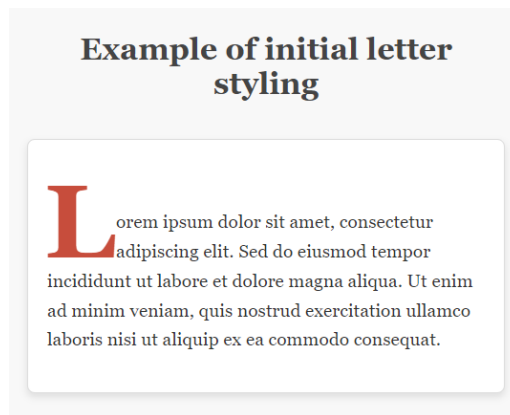 Example of initial letter
styling
Lorem ipsum dolor sit amet, consectetur
adipiscing elit. Sed do eiusmod tempor
incididunt ut labore et dolore magna aliqua. Ut enim
ad minim veniam, quis nostrud exercitation ullamco
laboris nisi ut aliquip ex ea commodo consequat.